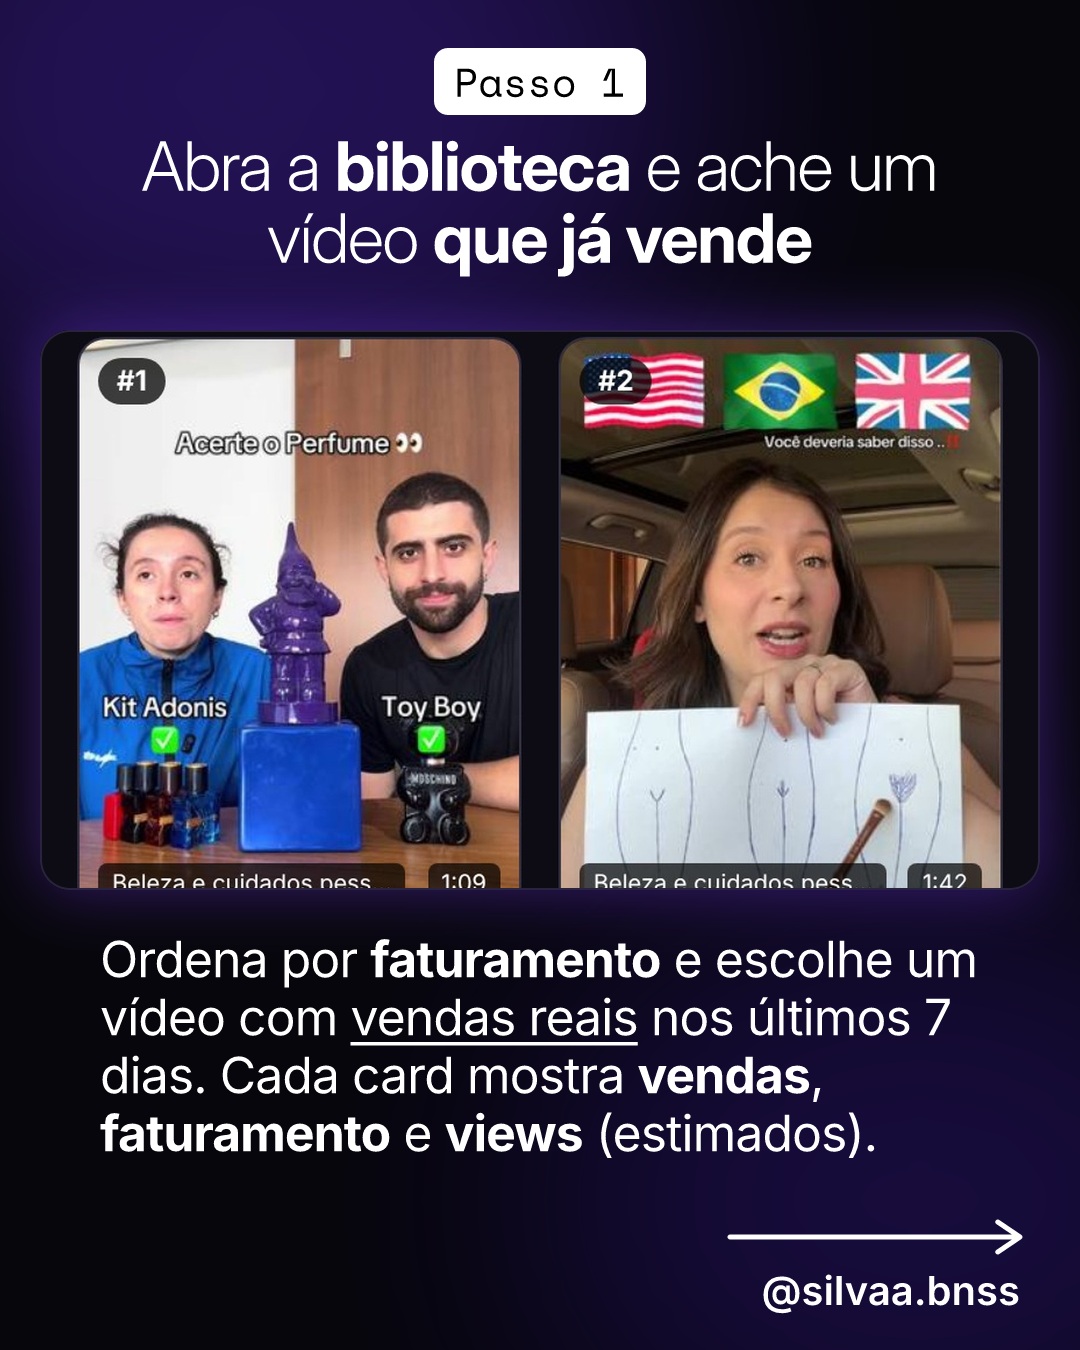 Passo 1
Abra a biblioteca e ache um
vídeo que já vende
#1
Acerte o Perfume 👀
Kit Adonis
✅
Toy Boy
✅
MOSCHINO
Beleza e cuidados pess...
1:09
#2
Você deveria saber disso ..‼️
Beleza e cuidados pess...
1:42
Ordena por faturamento e escolhe um
vídeo com vendas reais nos últimos 7
dias. Cada card mostra vendas,
faturamento e views (estimados).
@silvaa.bnss